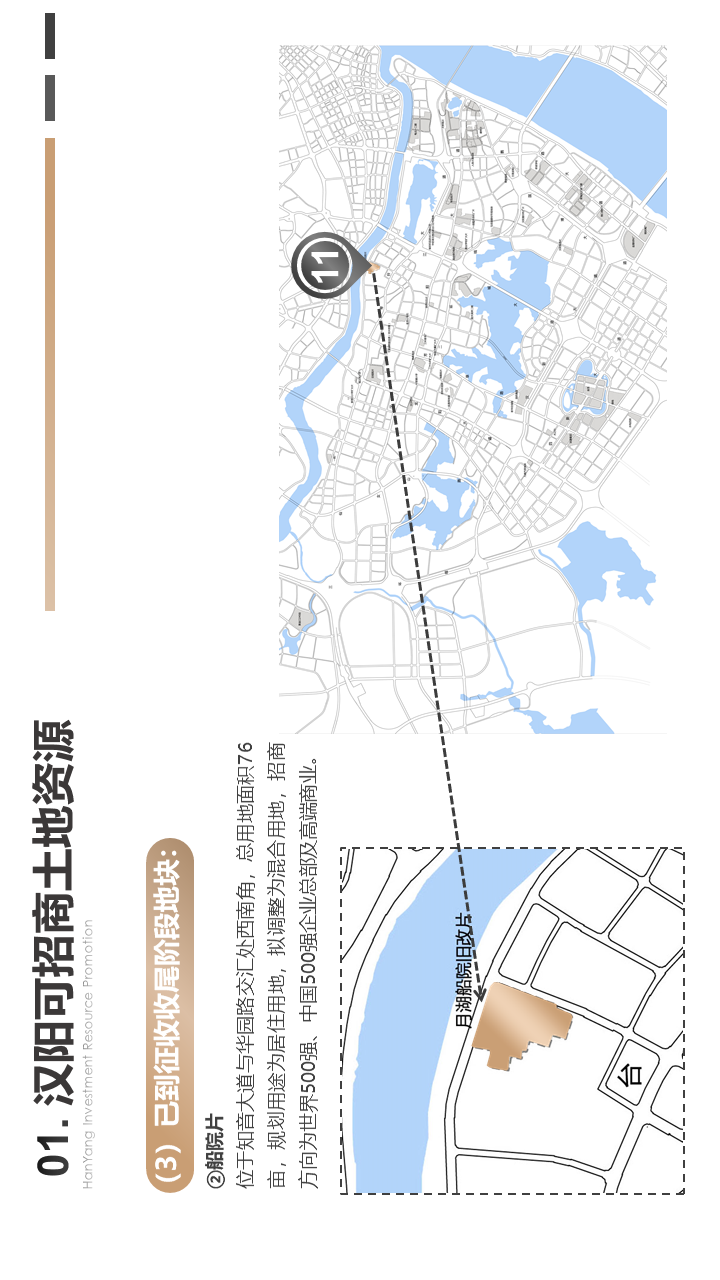 01. 汉阳可招商土地资源
HanYang Investment Resource Promotion
（3） 已到征收收尾阶段地块：
②船院片
位于知音大道与华园路交汇处西南角，总用地面积76
亩，规划用途为居住用地，拟调整为混合用地，招商
方向为世界500强、中国500强企业总部及高端商业。
11
月湖船院旧改片
台